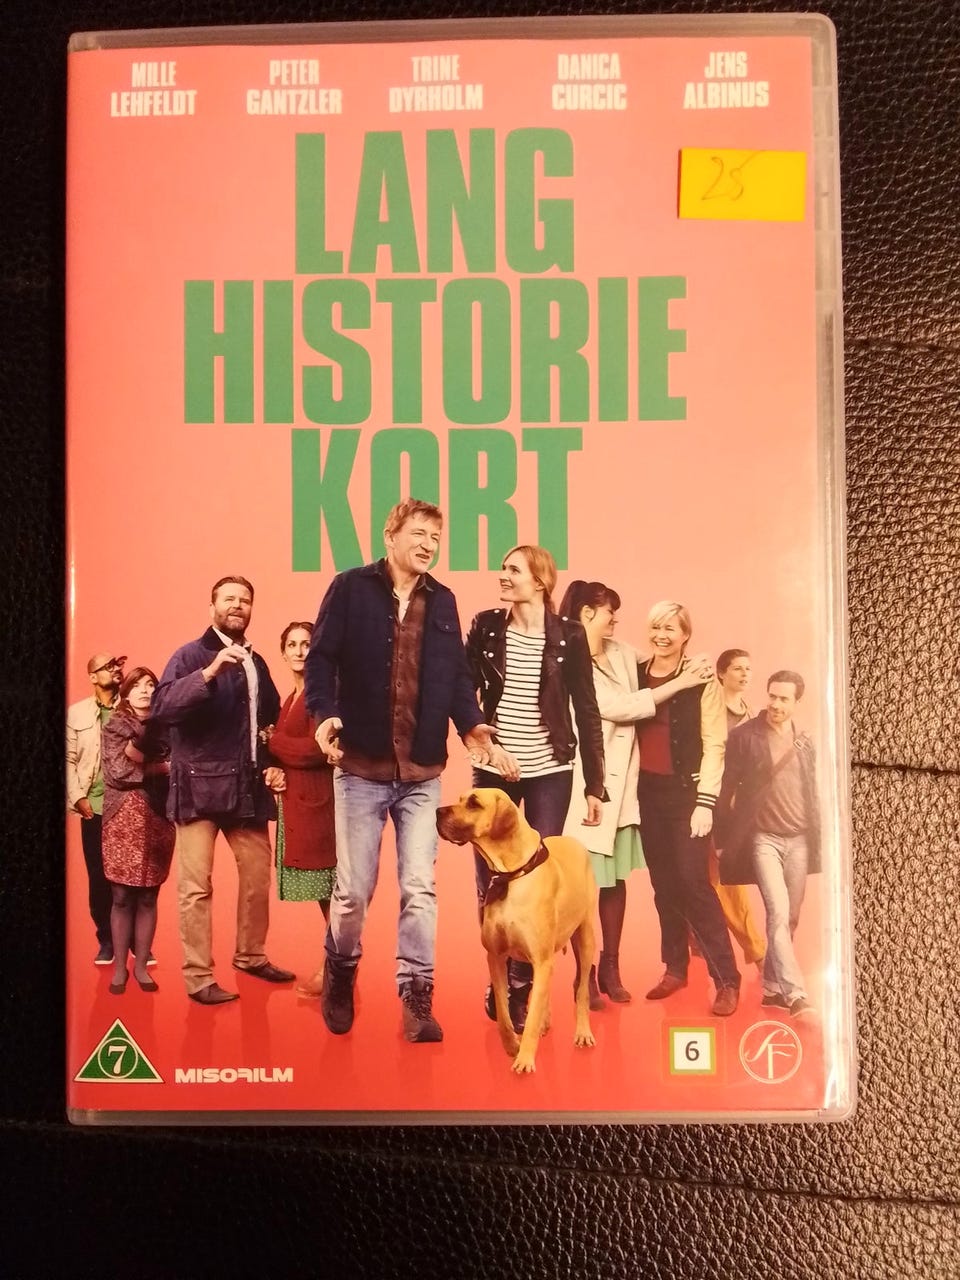 MILLE
LEHFELDT
PETER
GANTZLER
TRINE
DYRHOLM
DANICA
CURCIC
JENS
ALBINUS
25
LANG
HISTORIE
KORT
7
MISOFILM
6
SF